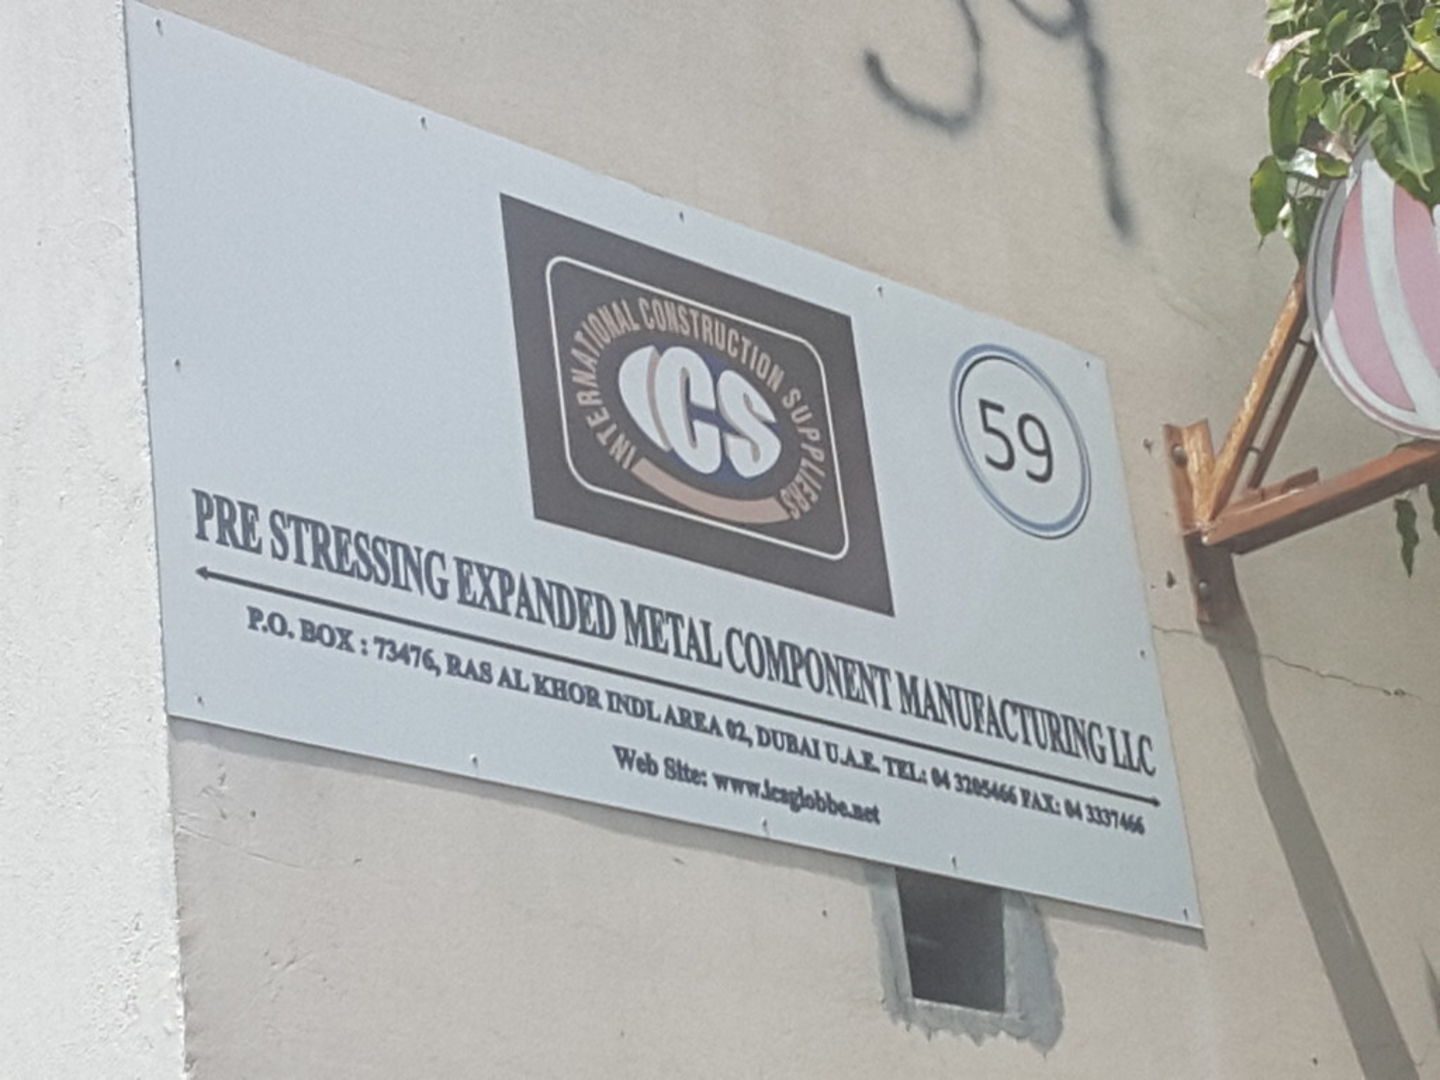 INTERNATIONAL CONSTRUCTION SUPPLIERS
ICS
59
PRE STRESSING EXPANDED METAL COMPONENT MANUFACTURING LLC
P.O. BOX : 73476, RAS AL KHOR INDL AREA 02, DUBAI U.A.E. TEL: 04 3205466 FAX: 04 3337466
Web Site: www.icsglobbe.net